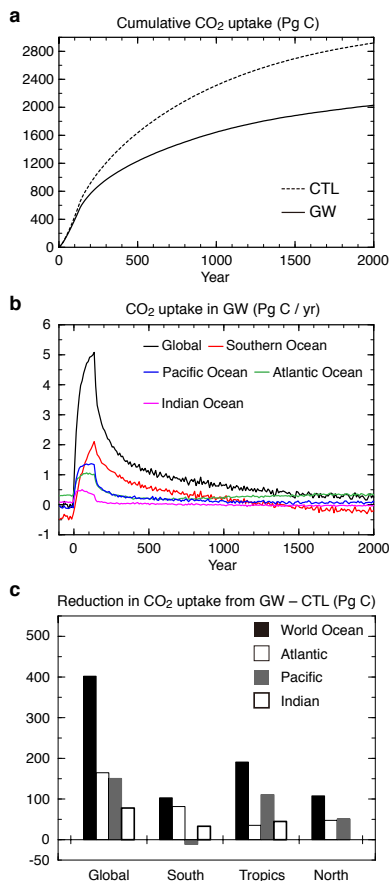 a
Cumulative CO₂ uptake (Pg C)
2800
2400
2000
1600
1200
800
400
0
CTL
GW
0 500 1000 1500 2000
Year
b
CO₂ uptake in GW (Pg C / yr)
6
5
4
3
2
1
0
-1
Global Southern Ocean
Pacific Ocean Atlantic Ocean
Indian Ocean
0 500 1000 1500 2000
Year
c
Reduction in CO₂ uptake from GW – CTL (Pg C)
500
400
300
200
100
0
-50
World Ocean
Atlantic
Pacific
Indian
Global South Tropics North